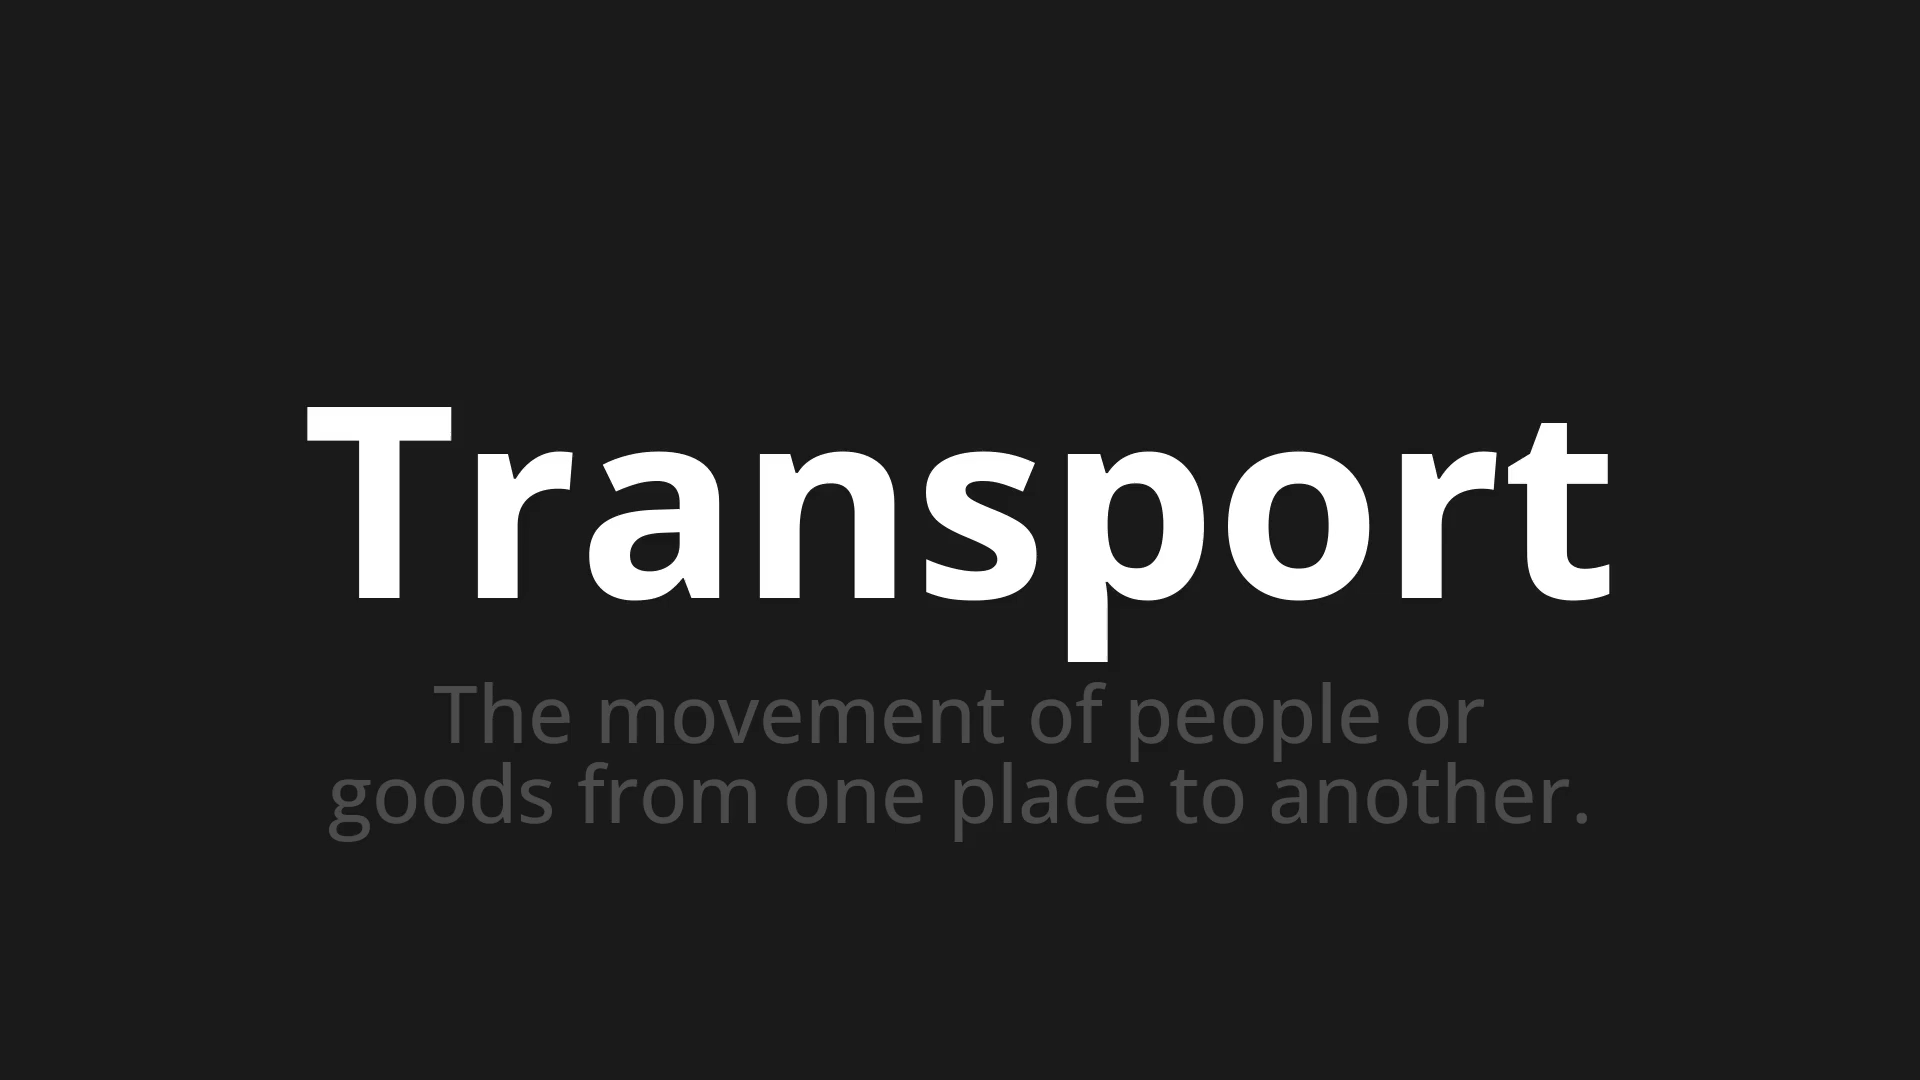 Transport
The movement of people or
goods from one place to another.